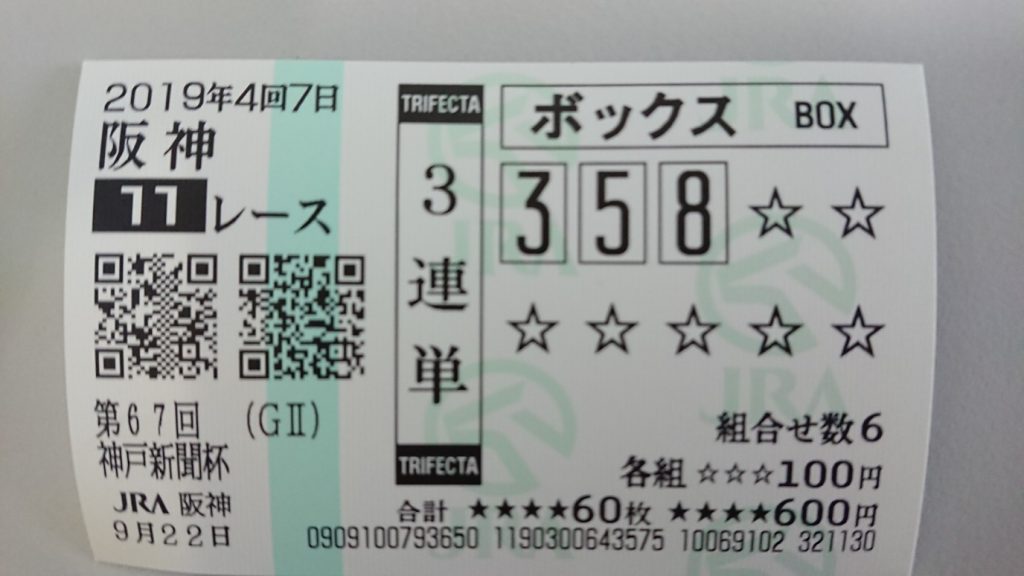 2019年4回7日
阪神
11レース
第67回 (GⅡ)
神戸新聞杯
JRA 阪神
9月22日
TRIFECTA
3連単
TRIFECTA
ボックス BOX
3 5 8 ☆ ☆
☆ ☆ ☆ ☆ ☆
組合せ数6
各組 ☆☆☆100円
合計 ★★★★60枚 ★★★★600円
0909100793650 1190300643575 10069102 321130
JRA
JRA
JRA